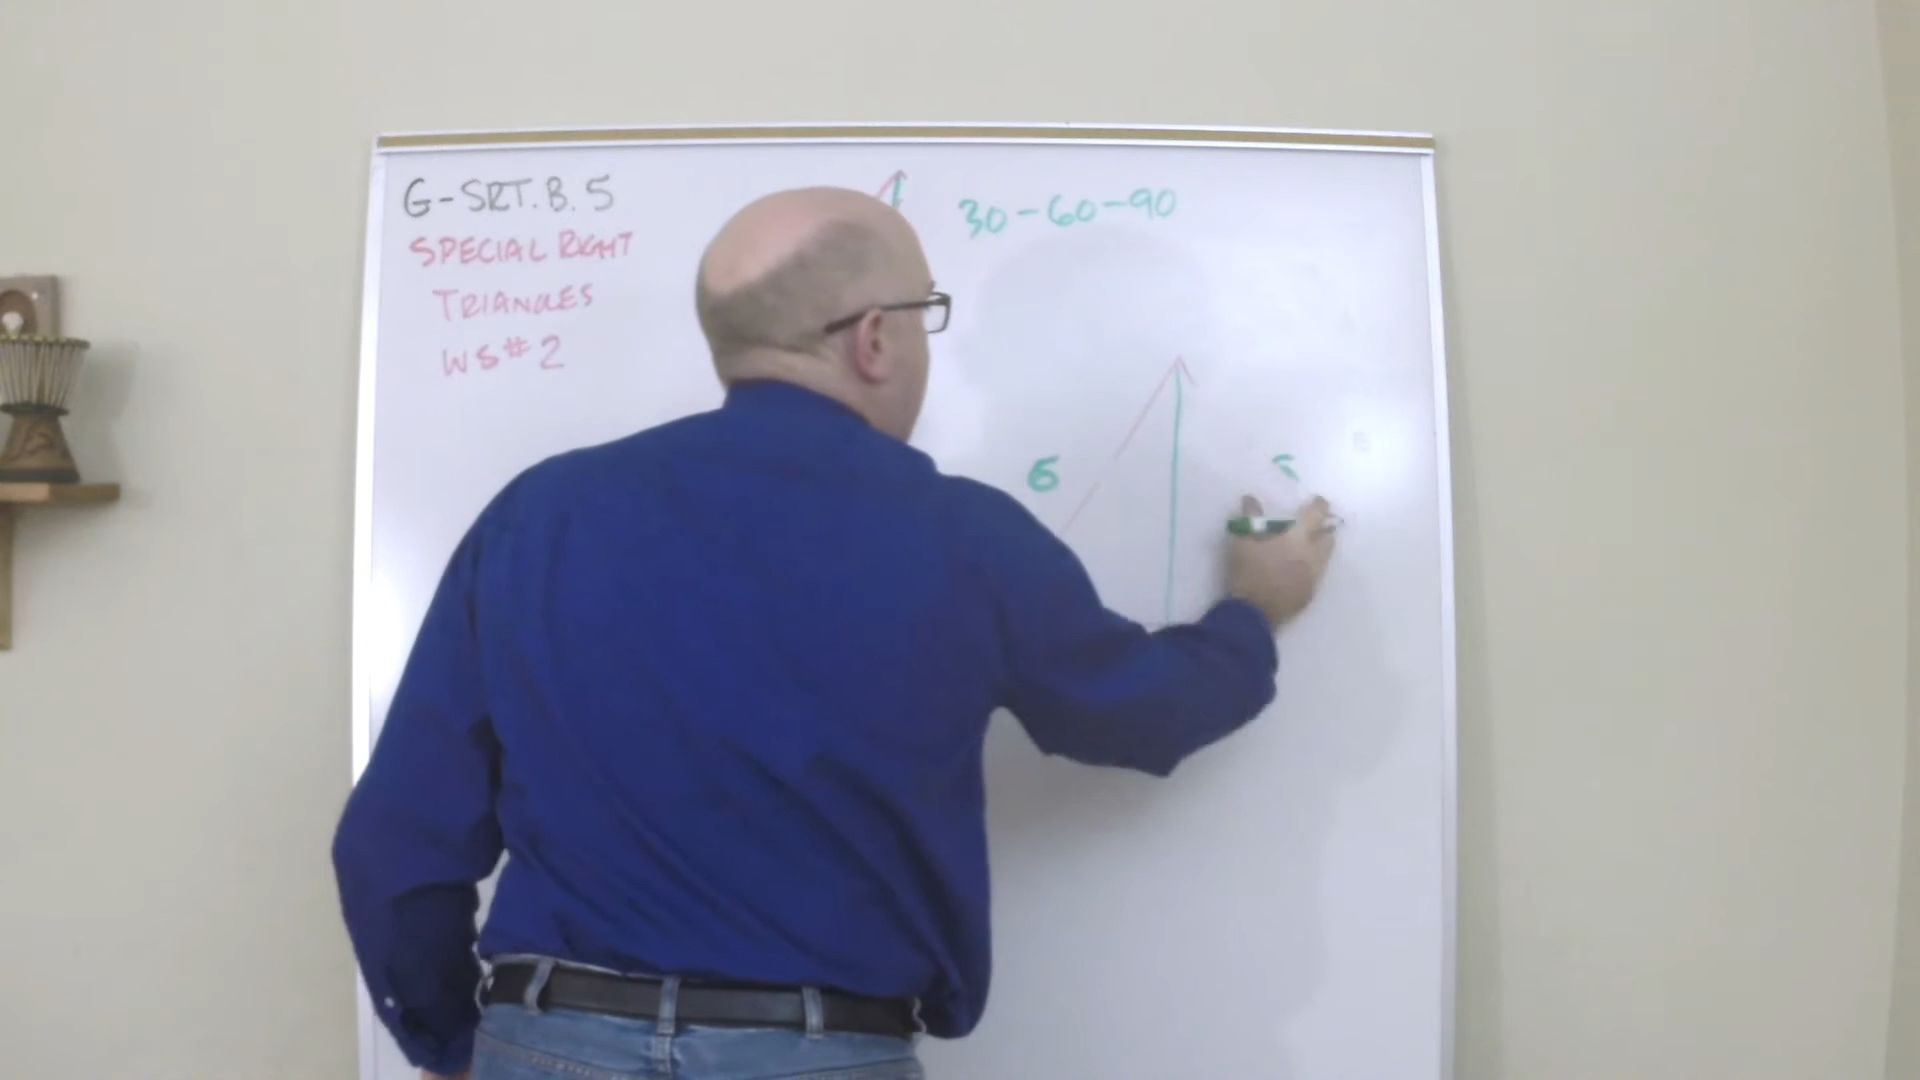 G-SRT.B.5
SPECIAL RIGHT
TRIANGLES
WS#2
30-60-90
6